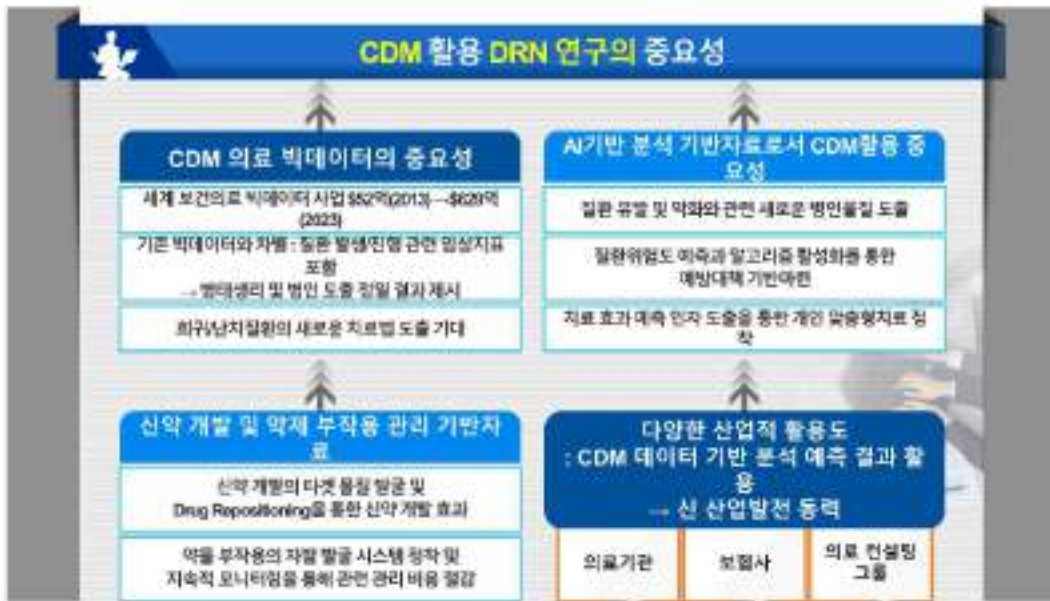 CDM 활용 DRN 연구의 중요성
CDM 의료 빅데이터의 중요성
세계 보건의료 빅데이터 사업 $52억(2013)→$629억
(2023)
기존 빅데이터와 차별 : 질환 발생/진행 관련 임상지표
포함
→ 병태생리 및 병인 도출 정밀 결과 제시
희귀/난치질환의 새로운 치료법 도출 기대
AI기반 분석 기반자료로서 CDM활용 중
요성
질환 유발 및 악화와 관련 새로운 병인물질 도출
질환위험도 예측과 알고리즘 활성화를 통한
예방대책 기반마련
치료 효과 예측 인자 도출을 통한 개인 맞춤형치료 정
착
신약 개발 및 약제 부작용 관리 기반자
료
신약 개발의 타겟 물질 발굴 및
Drug Repositioning을 통한 신약 개발 효과
약물 부작용의 자발 발굴 시스템 정착 및
지속적 모니터링을 통해 관련 관리 비용 절감
다양한 산업적 활용도
: CDM 데이터 기반 분석 예측 결과 활
용
→ 신 산업발전 동력
의료기관
보험사
의료 컨설팅
그룹